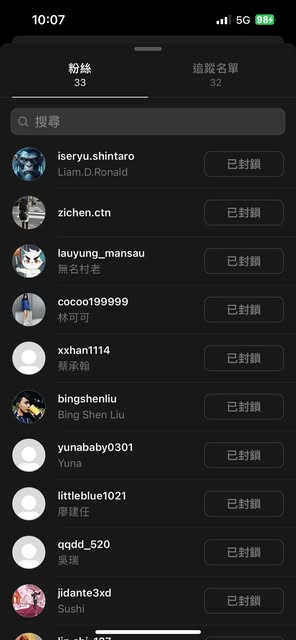 10:07
5G
98
粉絲
33
追蹤名單
32
搜尋
iseryu.shintaro
Liam.D.Ronald
已封鎖
zichen.ctn
已封鎖
lauyung_mansau
無名村老
已封鎖
cocoo199999
林可可
已封鎖
xxhan1114
蔡承翰
已封鎖
bingshenliu
Bing Shen Liu
已封鎖
yunababy0301
Yuna
已封鎖
littleblue1021
廖建任
已封鎖
qqdd_520
吳瑞
已封鎖
jidante3xd
Sushi
已封鎖